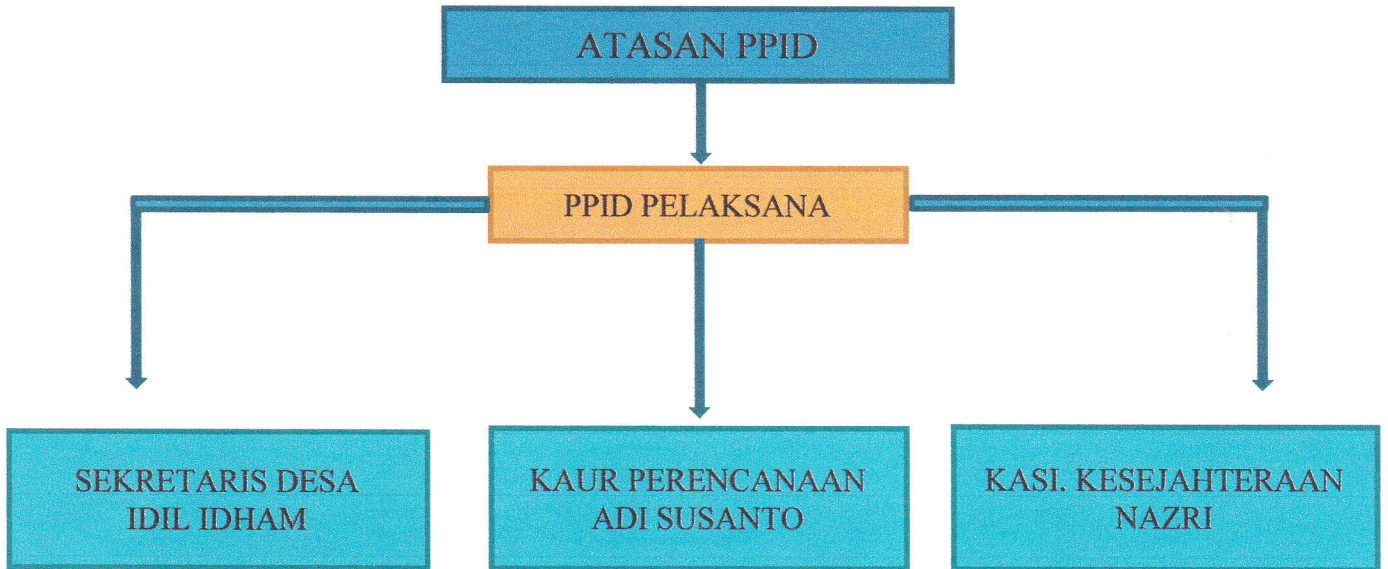 ATASAN PPID
PPID PELAKSANA
SEKRETARIS DESA
IDIL IDHAM
KAUR PERENCANAAN
ADI SUSANTO
KASI. KESEJAHTERAAN
NAZRI